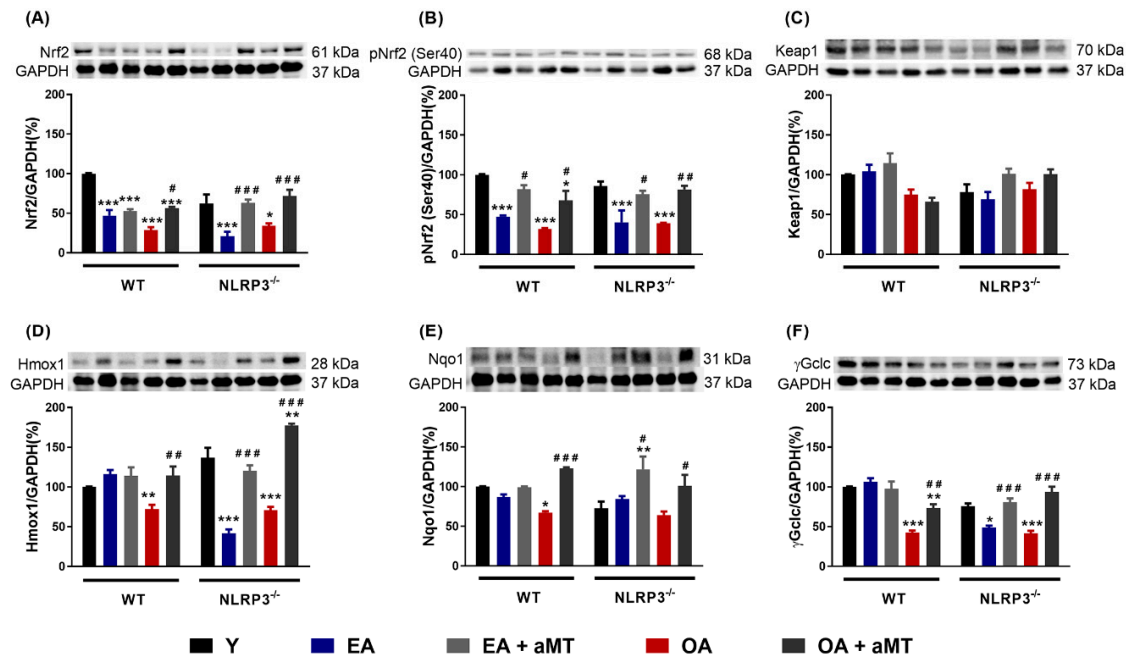 (A)
Nrf2 61 kDa
GAPDH 37 kDa
Nrf2/GAPDH(%)
200
150
100
50
0
***
***
***
#
***
***
###
*
###
WT NLRP3-/-
(B)
pNrf2 (Ser40) 68 kDa
GAPDH 37 kDa
pNrf2 (Ser40)/GAPDH(%)
200
150
100
50
0
***
#
***
#
*
***
#
***
##
WT NLRP3-/-
(C)
Keap1 70 kDa
GAPDH 37 kDa
Keap1/GAPDH(%)
200
150
100
50
0
WT NLRP3-/-
(D)
Hmox1 28 kDa
GAPDH 37 kDa
Hmox1/GAPDH(%)
200
150
100
50
0
**
##
***
###
***
###
**
WT NLRP3-/-
(E)
Nqo1 31 kDa
GAPDH 37 kDa
Nqo1/GAPDH(%)
200
150
100
50
0
*
###
#
**
#
WT NLRP3-/-
(F)
γGclc 73 kDa
GAPDH 37 kDa
γGclc/GAPDH(%)
200
150
100
50
0
***
##
**
*
###
***
###
WT NLRP3-/-
Y EA EA + aMT OA OA + aMT